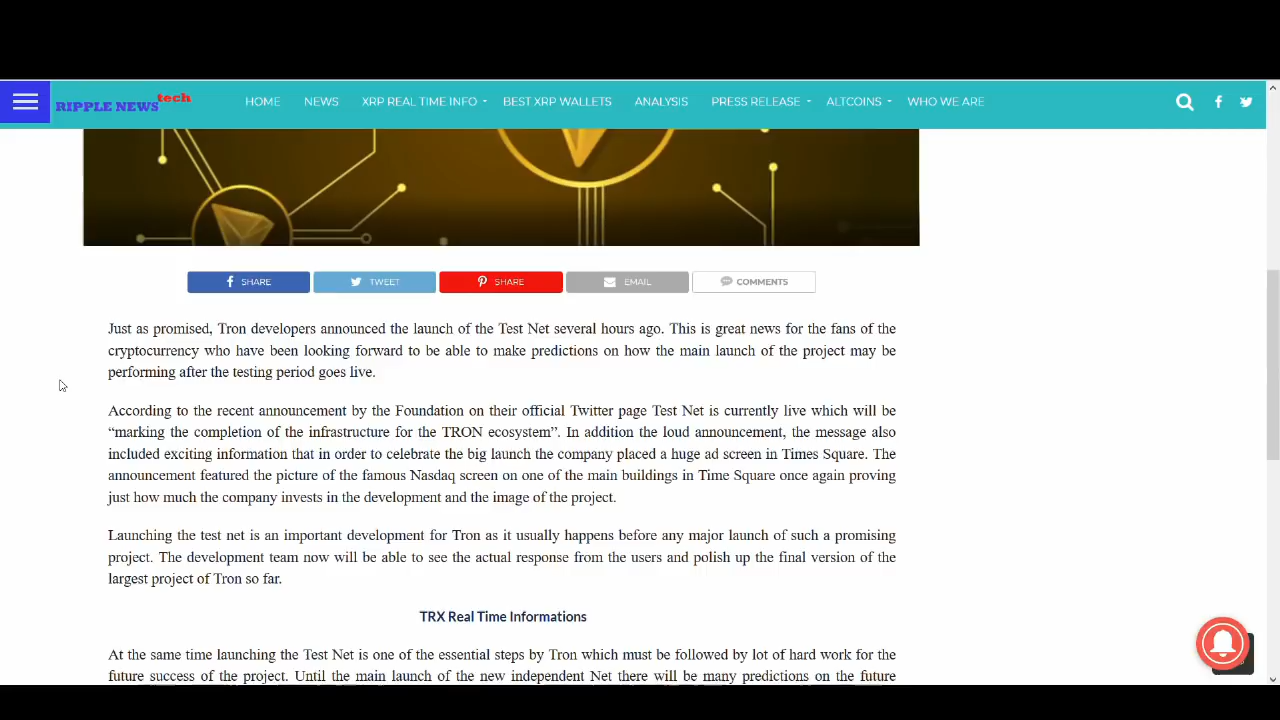 RIPPLE NEWS tech
HOME NEWS XRP REAL TIME INFO BEST XRP WALLETS ANALYSIS PRESS RELEASE ALTCOINS WHO WE ARE
SHARE TWEET SHARE EMAIL COMMENTS
Just as promised, Tron developers announced the launch of the Test Net several hours ago. This is great news for the fans of the
cryptocurrency who have been looking forward to be able to make predictions on how the main launch of the project may be
performing after the testing period goes live.
According to the recent announcement by the Foundation on their official Twitter page Test Net is currently live which will be
“marking the completion of the infrastructure for the TRON ecosystem”. In addition the loud announcement, the message also
included exciting information that in order to celebrate the big launch the company placed a huge ad screen in Times Square. The
announcement featured the picture of the famous Nasdaq screen on one of the main buildings in Time Square once again proving
just how much the company invests in the development and the image of the project.
Launching the test net is an important development for Tron as it usually happens before any major launch of such a promising
project. The development team now will be able to see the actual response from the users and polish up the final version of the
largest project of Tron so far.
TRX Real Time Informations
At the same time launching the Test Net is one of the essential steps by Tron which must be followed by lot of hard work for the
future success of the project. Until the main launch of the new independent Net there will be many predictions on the future